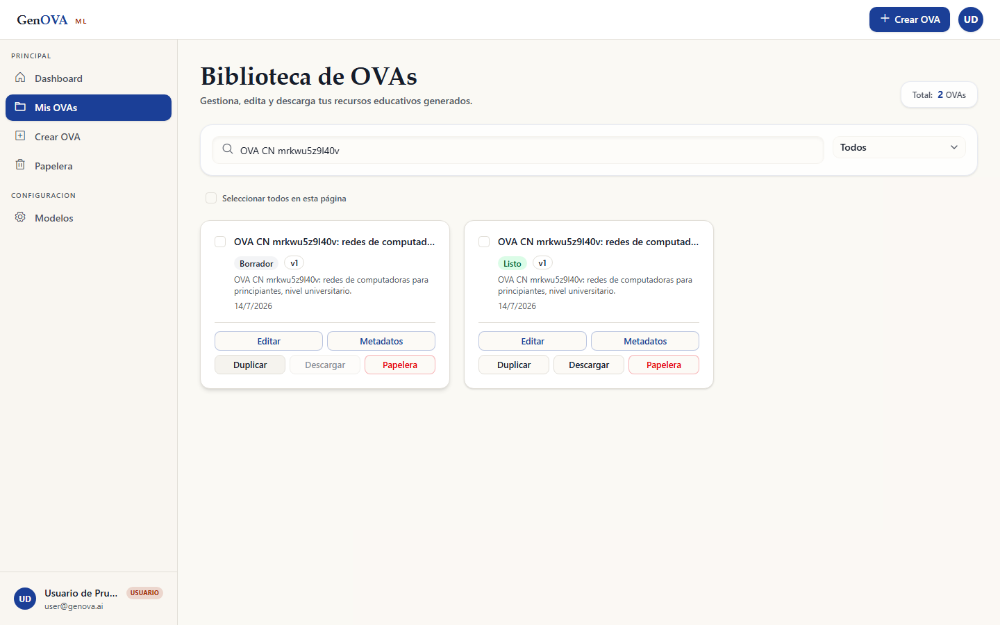 GenOVA ML
Crear OVA
UD
PRINCIPAL
Dashboard
Mis OVAs
Crear OVA
Papelera
CONFIGURACION
Modelos
Biblioteca de OVAs
Gestiona, edita y descarga tus recursos educativos generados.
Total: 2 OVAs
OVA CN mrkwu5z9l40v
Todos
Seleccionar todos en esta página
OVA CN mrkwu5z9l40v: redes de computad...
Borrador v1
OVA CN mrkwu5z9l40v: redes de computadoras para
principiantes, nivel universitario.
14/7/2026
Editar Metadatos
Duplicar Descargar Papelera
OVA CN mrkwu5z9l40v: redes de computad...
Listo v1
OVA CN mrkwu5z9l40v: redes de computadoras para
principiantes, nivel universitario.
14/7/2026
Editar Metadatos
Duplicar Descargar Papelera
UD
Usuario de Pru... USUARIO
user@genova.ai